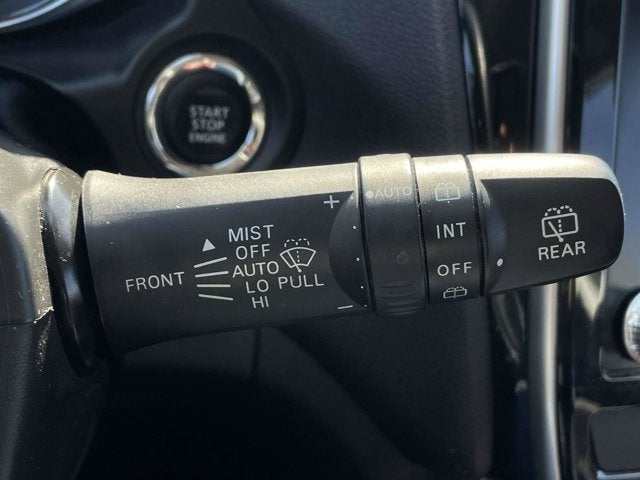 START
STOP
ENGINE
FRONT
MIST
OFF
AUTO
LO PULL
HI
+
−
AUTO
INT
OFF
REAR